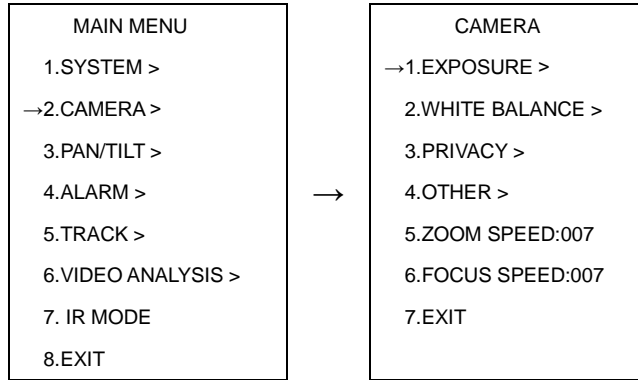 MAIN MENU
1.SYSTEM >
→2.CAMERA >
3.PAN/TILT >
4.ALARM >
5.TRACK >
6.VIDEO ANALYSIS >
7. IR MODE
8.EXIT
→
CAMERA
→1.EXPOSURE >
2.WHITE BALANCE >
3.PRIVACY >
4.OTHER >
5.ZOOM SPEED:007
6.FOCUS SPEED:007
7.EXIT